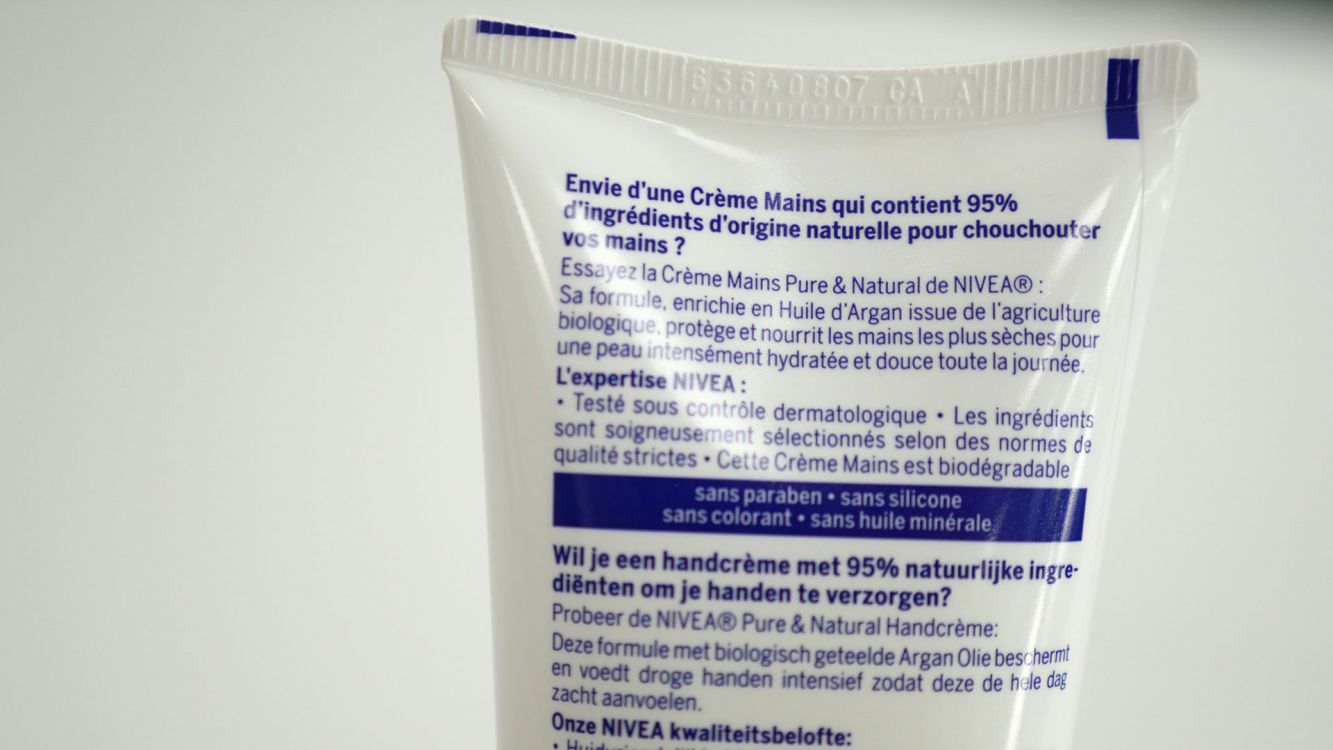 63640807 CA A
Envie d'une Crème Mains qui contient 95%
d'ingrédients d'origine naturelle pour chouchouter
vos mains ?
Essayez la Crème Mains Pure & Natural de NIVEA® :
Sa formule, enrichie en Huile d'Argan issue de l'agriculture
biologique, protège et nourrit les mains les plus sèches pour
une peau intensément hydratée et douce toute la journée.
L'expertise NIVEA :
• Testé sous contrôle dermatologique • Les ingrédients
sont soigneusement sélectionnés selon des normes de
qualité strictes • Cette Crème Mains est biodégradable
sans paraben • sans silicone
sans colorant • sans huile minérale
Wil je een handcrème met 95% natuurlijke ingre-
diënten om je handen te verzorgen?
Probeer de NIVEA® Pure & Natural Handcrème:
Deze formule met biologisch geteelde Argan Olie beschermt
en voedt droge handen intensief zodat deze de hele dag
zacht aanvoelen.
Onze NIVEA kwaliteitsbelofte: